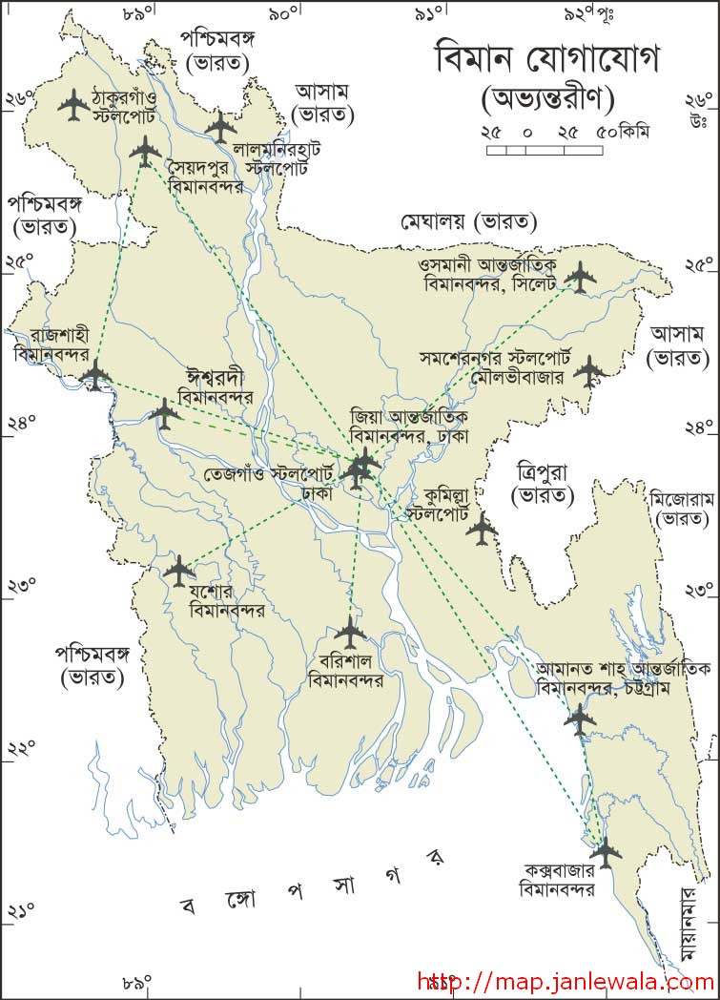 ৮৯°
৯০°
৯১°
৯২° পূঃ
বিমান যোগাযোগ
(অভ্যন্তরীণ)
২৫ ০ ২৫ ৫০কিমি
পশ্চিমবঙ্গ
(ভারত)
আসাম
(ভারত)
২৬°
২৬°
উঃ
ঠাকুরগাঁও
স্টলপোর্ট
লালমনিরহাট
স্টলপোর্ট
সৈয়দপুর
বিমানবন্দর
পশ্চিমবঙ্গ
(ভারত)
মেঘালয় (ভারত)
২৫°
২৫°
ওসমানী আন্তর্জাতিক
বিমানবন্দর, সিলেট
রাজশাহী
বিমানবন্দর
আসাম
(ভারত)
সমশেরনগর স্টলপোর্ট
মৌলভীবাজার
ঈশ্বরদী
বিমানবন্দর
২৪°
২৪°
জিয়া আন্তর্জাতিক
বিমানবন্দর, ঢাকা
তেজগাঁও স্টলপোর্ট
ঢাকা
কুমিল্লা
স্টলপোর্ট
ত্রিপুরা
(ভারত)
মিজোরাম
(ভারত)
২৩°
২৩°
যশোর
বিমানবন্দর
পশ্চিমবঙ্গ
(ভারত)
বরিশাল
বিমানবন্দর
আমানত শাহ্ আন্তর্জাতিক
বিমানবন্দর, চট্টগ্রাম
২২°
২২°
কক্সবাজার
বিমানবন্দর
বঙ্গোপসাগর
মায়ানমার
২১°
২১°
৮৯°
৯১°
http://map.janlewala.com